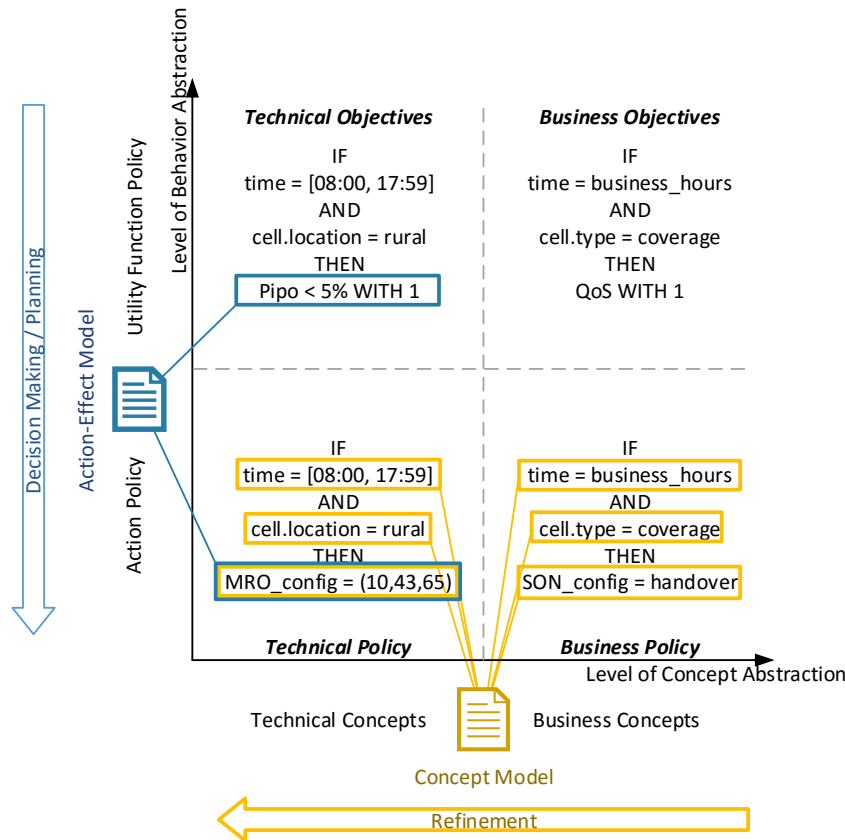 Level of Behavior Abstraction
Utility Function Policy
Action Policy
Action-Effect Model
Decision Making / Planning
Technical Objectives
IF
time = [08:00, 17:59]
AND
cell.location = rural
THEN
Pipo < 5% WITH 1
Business Objectives
IF
time = business_hours
AND
cell.type = coverage
THEN
QoS WITH 1
IF
time = [08:00, 17:59]
AND
cell.location = rural
THEN
MRO_config = (10,43,65)
Technical Policy
IF
time = business_hours
AND
cell.type = coverage
THEN
SON_config = handover
Business Policy
Level of Concept Abstraction
Technical Concepts
Business Concepts
Concept Model
Refinement